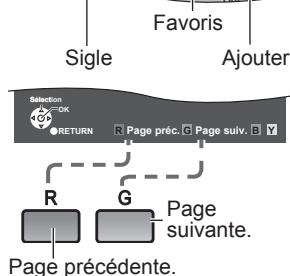 Favoris
Sigle
Ajouter
Sélection
OK
RETURN
R Page préc. G Page suiv. B Y
R
G
Page
suivante.
Page précédente.